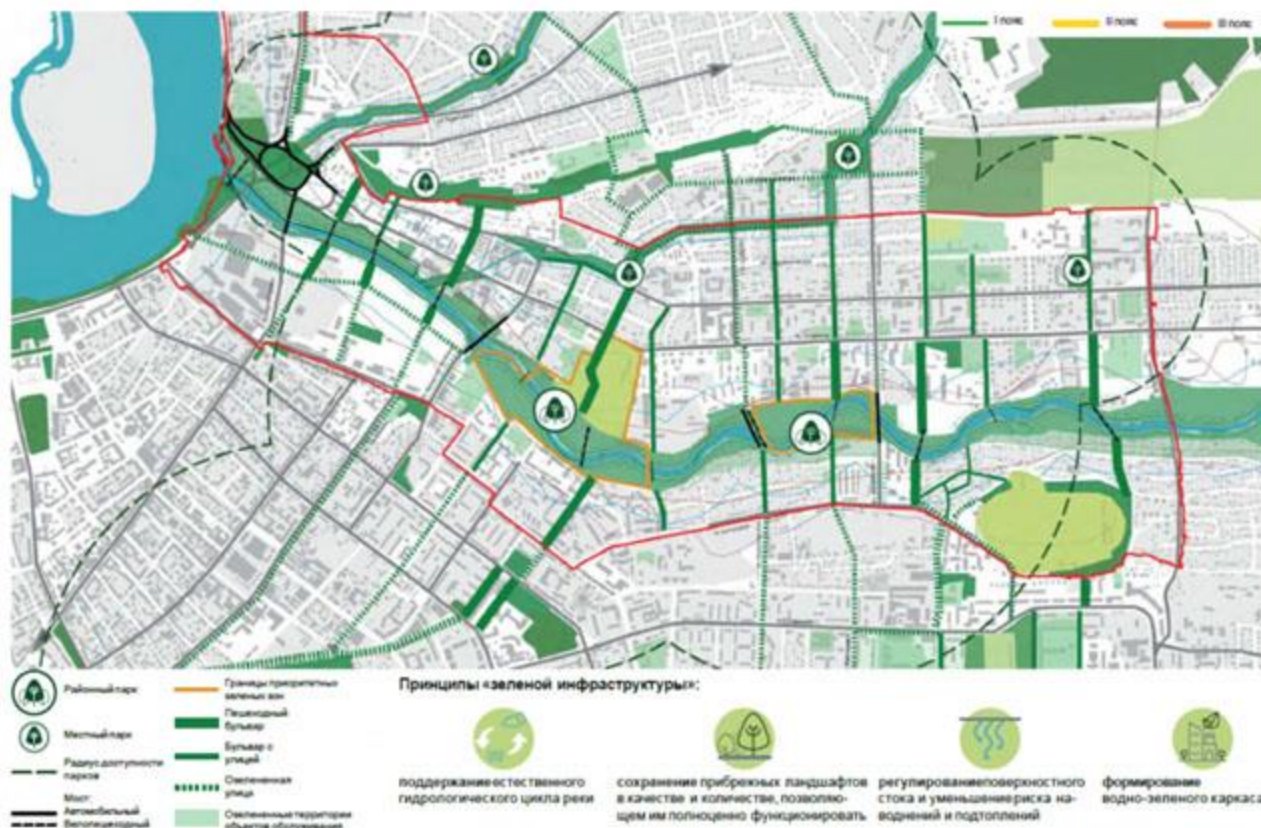 I пояс
II пояс
III пояс
Районный парк
Местный парк
Радиус доступности
парков
Мост:
Автомобильный
Велопешеходный
Границы приоритетных
зеленых зон
Пешеходный
бульвар
Бульвар с
улицей
Озелененная
улица
Озелененные территории
объектов обслуживания
Принципы «зеленой инфраструктуры»:
поддержание естественного
гидрологического цикла реки
сохранение прибрежных ландшафтов
в качестве и количестве, позволяю-
щем им полноценно функционировать
регулирование поверхностного
стока и уменьшение риска на-
воднений и подтоплений
формирование
водно-зеленого каркаса